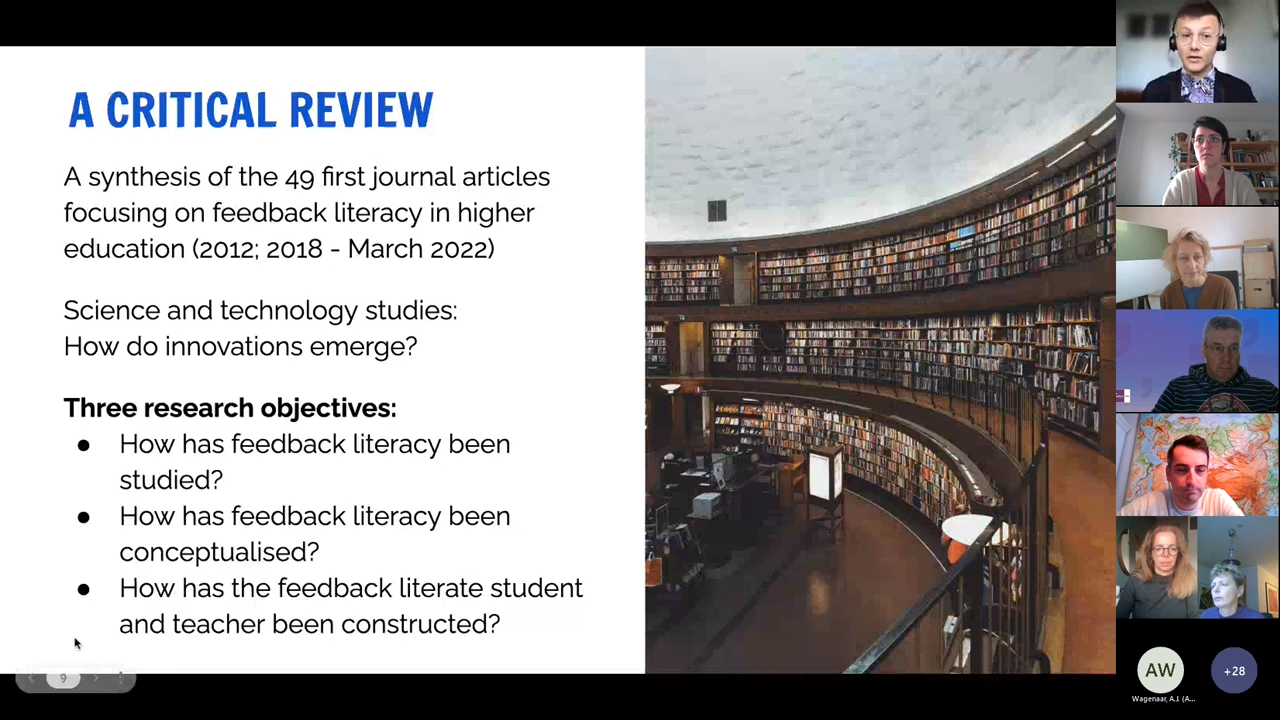 A CRITICAL REVIEW
A synthesis of the 49 first journal articles
focusing on feedback literacy in higher
education (2012; 2018 - March 2022)
Science and technology studies:
How do innovations emerge?
Three research objectives:
● How has feedback literacy been
studied?
● How has feedback literacy been
conceptualised?
● How has the feedback literate student
and teacher been constructed?
9
AW
+28
Wagenaar, A.I. (A...